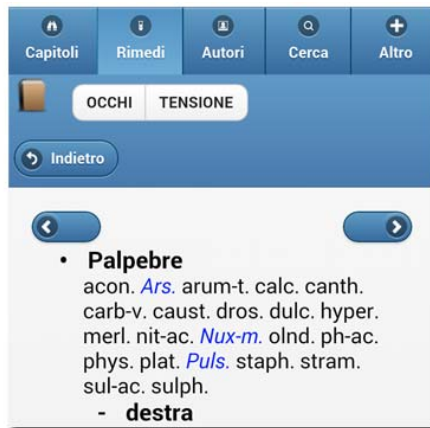 Capitoli Rimedi Autori Cerca Altro
OCCHI TENSIONE
Indietro
• Palpebre
acon. Ars. arum-t. calc. canth.
carb-v. caust. dros. dulc. hyper.
merl. nit-ac. Nux-m. olnd. ph-ac.
phys. plat. Puls. staph. stram.
sul-ac. sulph.
- destra